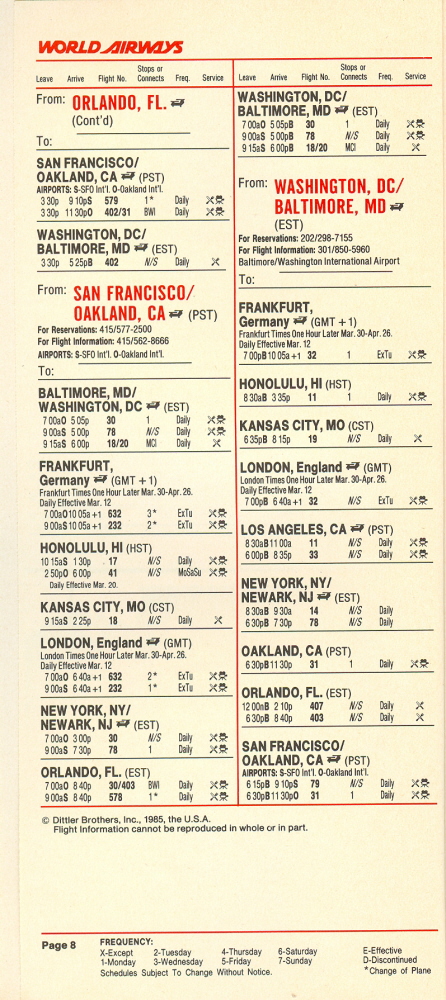 WORLD AIRWAYS
Leave Arrive Flight No. Stops or Connects Freq. Service
From: ORLANDO, FL.
(Cont'd)
To:
SAN FRANCISCO/
OAKLAND, CA (PST)
AIRPORTS: S-SFO Int'l. O-Oakland Int'l.
3 30p 9 10pS 579 1* Daily
3 30p 11 30pO 402/31 BWI Daily
WASHINGTON, DC/
BALTIMORE, MD (EST)
3 30p 5 25pB 402 N/S Daily
From: SAN FRANCISCO/
OAKLAND, CA (PST)
For Reservations: 415/577-2500
For Flight Information: 415/562-8666
AIRPORTS: S-SFO Int'l. O-Oakland Int'l.
To:
BALTIMORE, MD/
WASHINGTON, DC (EST)
7 00aO 5 05p 30 1 Daily
9 00aS 5 00p 78 N/S Daily
9 15aS 6 00p 18/20 MCI Daily
FRANKFURT,
Germany (GMT + 1)
Frankfurt Times One Hour Later Mar. 30-Apr. 26.
Daily Effective Mar. 12
7 00aO 10 05a +1 632 3* ExTu
9 00aS 10 05a +1 232 2* ExTu
HONOLULU, HI (HST)
10 15aS 1 30p 17 N/S Daily
2 50pO 6 00p 41 N/S MoSaSu
Daily Effective Mar. 20.
KANSAS CITY, MO (CST)
9 15aS 2 25p 18 N/S Daily
LONDON, England (GMT)
London Times One Hour Later Mar. 30-Apr. 26.
Daily Effective Mar. 12
7 00aO 6 40a +1 632 2* ExTu
9 00aS 6 40a +1 232 1* ExTu
NEW YORK, NY/
NEWARK, NJ (EST)
7 00aO 3 00p 30 N/S Daily
9 00aS 7 30p 78 1 Daily
ORLANDO, FL. (EST)
7 00aO 8 40p 30/403 BWI Daily
9 00aS 8 40p 578 1* Daily
Leave Arrive Flight No. Stops or Connects Freq. Service
WASHINGTON, DC/
BALTIMORE, MD (EST)
7 00aO 5 05pB 30 1 Daily
9 00aS 5 00pB 78 N/S Daily
9 15aS 6 00pB 18/20 MCI Daily
From: WASHINGTON, DC/
BALTIMORE, MD
(EST)
For Reservations: 202/298-7155
For Flight Information: 301/850-5960
Baltimore/Washington International Airport
To:
FRANKFURT,
Germany (GMT + 1)
Frankfurt Times One Hour Later Mar. 30-Apr. 26.
Daily Effective Mar. 12
7 00pB 10 05a +1 32 1 ExTu
HONOLULU, HI (HST)
8 30aB 3 35p 11 1 Daily
KANSAS CITY, MO (CST)
6 35pB 8 15p 19 N/S Daily
LONDON, England (GMT)
London Times One Hour Later Mar. 30-Apr. 26.
Daily Effective Mar. 12
7 00pB 6 40a +1 32 N/S ExTu
LOS ANGELES, CA (PST)
8 30aB 11 00a 11 N/S Daily
6 00pB 8 35p 33 N/S Daily
NEW YORK, NY/
NEWARK, NJ (EST)
8 30aB 9 30a 14 N/S Daily
6 30pB 7 30p 78 N/S Daily
OAKLAND, CA (PST)
6 30pB 11 30p 31 1 Daily
ORLANDO, FL. (EST)
12 00nB 2 10p 407 N/S Daily
6 30pB 8 40p 403 N/S Daily
SAN FRANCISCO/
OAKLAND, CA (PST)
AIRPORTS: S-SFO Int'l. O-Oakland Int'l.
6 15pB 9 10pS 79 N/S Daily
6 30pB 11 30pO 31 1 Daily
© Dittler Brothers, Inc., 1985, the U.S.A.
Flight Information cannot be reproduced in whole or in part.
Page 8
FREQUENCY:
X-Except 2-Tuesday 4-Thursday 6-Saturday E-Effective
1-Monday 3-Wednesday 5-Friday 7-Sunday D-Discontinued
Schedules Subject To Change Without Notice. *Change of Plane